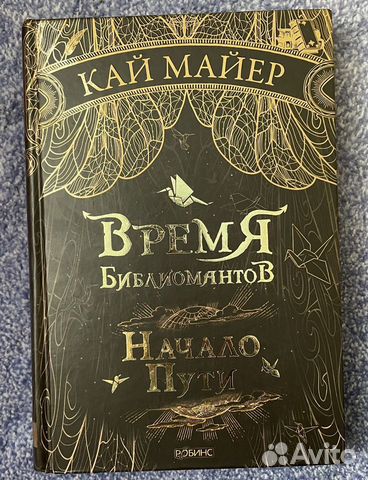 КАЙ МАЙЕР
ВРЕМЯ
БИБЛИОМАНТОВ
НАЧАЛО
ПУТИ
РОБИНС
Avito